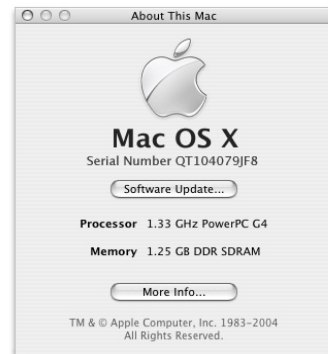 About This Mac
Mac OS X
Serial Number QT104079JF8
Software Update...
Processor 1.33 GHz PowerPC G4
Memory 1.25 GB DDR SDRAM
More Info...
TM & © Apple Computer, Inc. 1983-2004
All Rights Reserved.